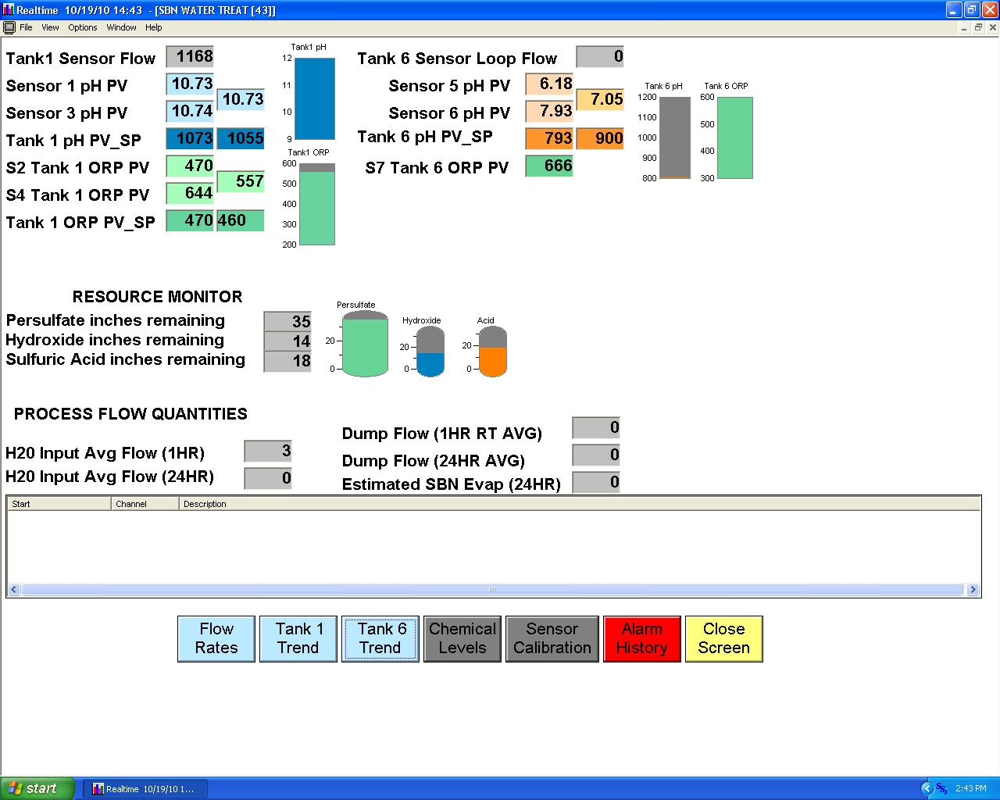 Realtime 10/19/10 14:43 - [SBN WATER TREAT [43]]
File View Options Window Help
Tank1 Sensor Flow 1168
Sensor 1 pH PV 10.73
10.73
Sensor 3 pH PV 10.74
Tank 1 pH PV_SP 1073 1055
S2 Tank 1 ORP PV 470
557
S4 Tank 1 ORP PV 644
Tank 1 ORP PV_SP 470 460
Tank1 pH
12
11
10
9
Tank1 ORP
600
500
400
300
200
Tank 6 Sensor Loop Flow 0
Sensor 5 pH PV 6.18
7.05
Sensor 6 pH PV 7.93
Tank 6 pH PV_SP 793 900
S7 Tank 6 ORP PV 666
Tank 6 pH
1200
1100
1000
900
800
Tank 6 ORP
600
500
400
300
RESOURCE MONITOR
Persulfate inches remaining 35
Hydroxide inches remaining 14
Sulfuric Acid inches remaining 18
Persulfate
20
0
Hydroxide
20
0
Acid
20
0
PROCESS FLOW QUANTITIES
H20 Input Avg Flow (1HR) 3
H20 Input Avg Flow (24HR) 0
Dump Flow (1HR RT AVG) 0
Dump Flow (24HR AVG) 0
Estimated SBN Evap (24HR) 0
Start Channel Description
Flow Rates
Tank 1 Trend
Tank 6 Trend
Chemical Levels
Sensor Calibration
Alarm History
Close Screen
start Realtime 10/19/10 1... 2:43 PM